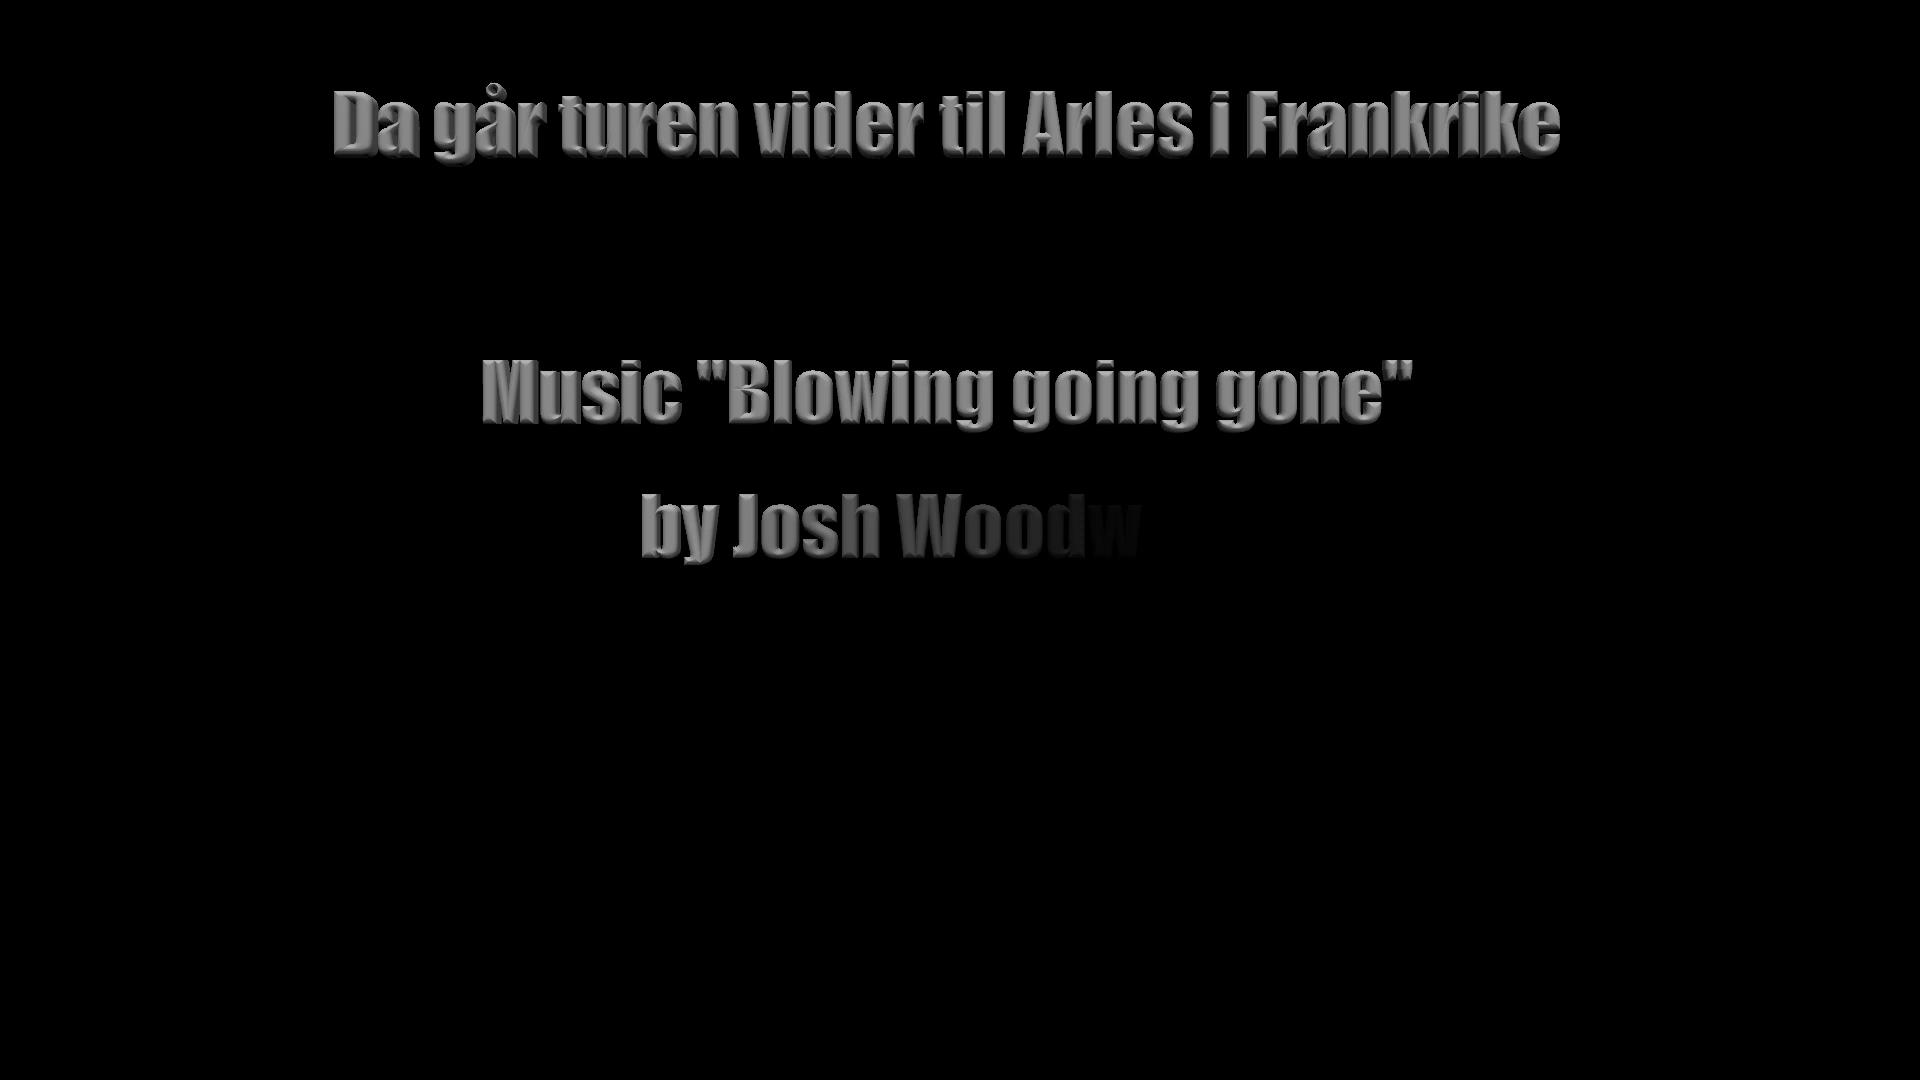 Da går turen vider til Arles i Frankrike
Music "Blowing going gone"
by Josh Woodw